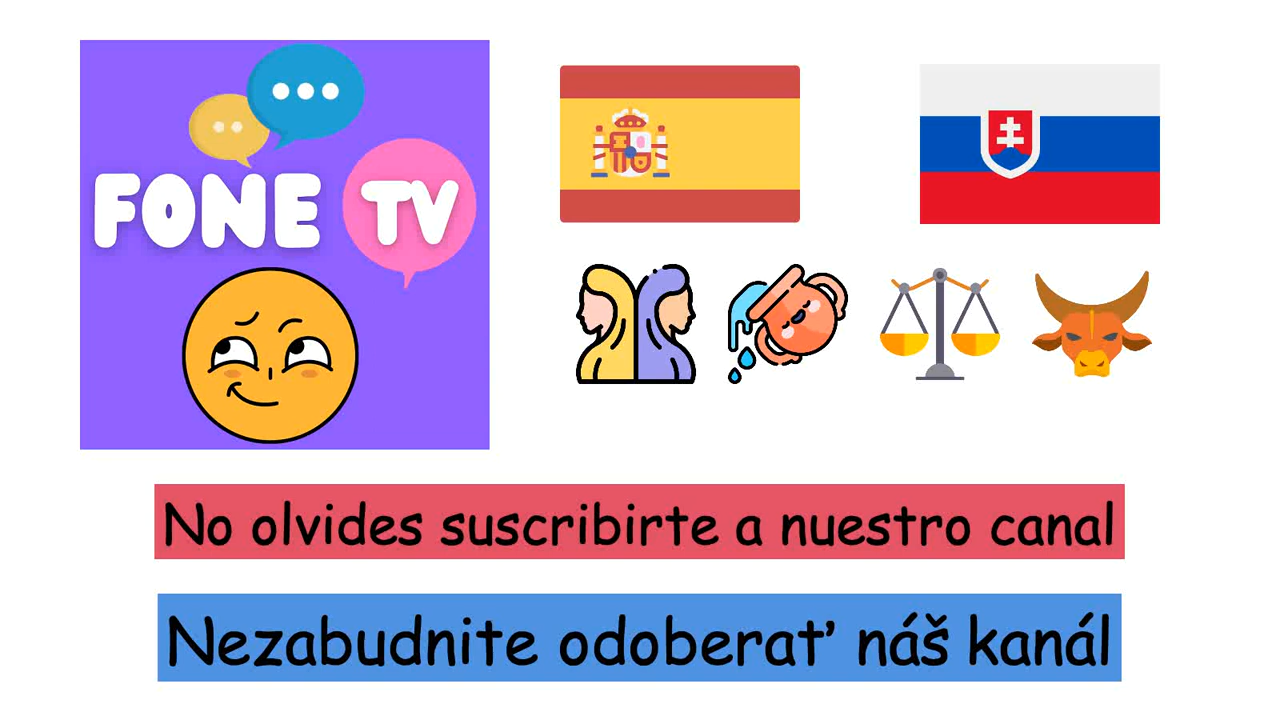 FONE TV
No olvides suscribirte a nuestro canal
Nezabudnite odoberať náš kanál